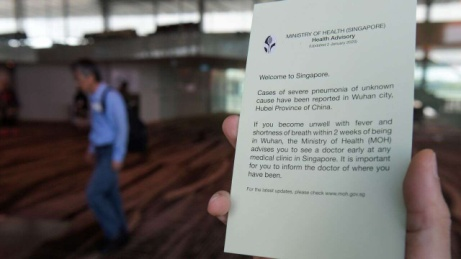 MINISTRY OF HEALTH (SINGAPORE)
Health Advisory
Welcome to Singapore.
Cases of severe pneumonia of unknown
cause have been reported in Wuhan city,
Hubei Province of China.
If you become unwell with fever and
shortness of breath within 2 weeks of being
in Wuhan, the Ministry of Health (MOH)
advises you to see a doctor early at any
medical clinic in Singapore. It is important
for you to inform the doctor of where you
have been.
For the latest updates, please check www.moh.gov.sg